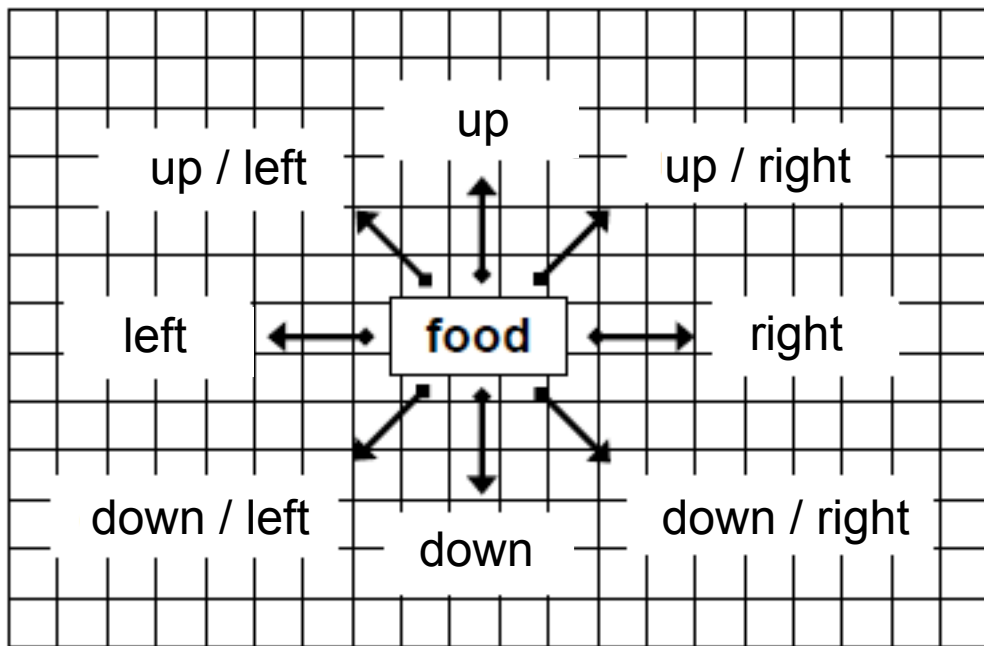 up
up / left
up / right
left
food
right
down / left
down / right
down